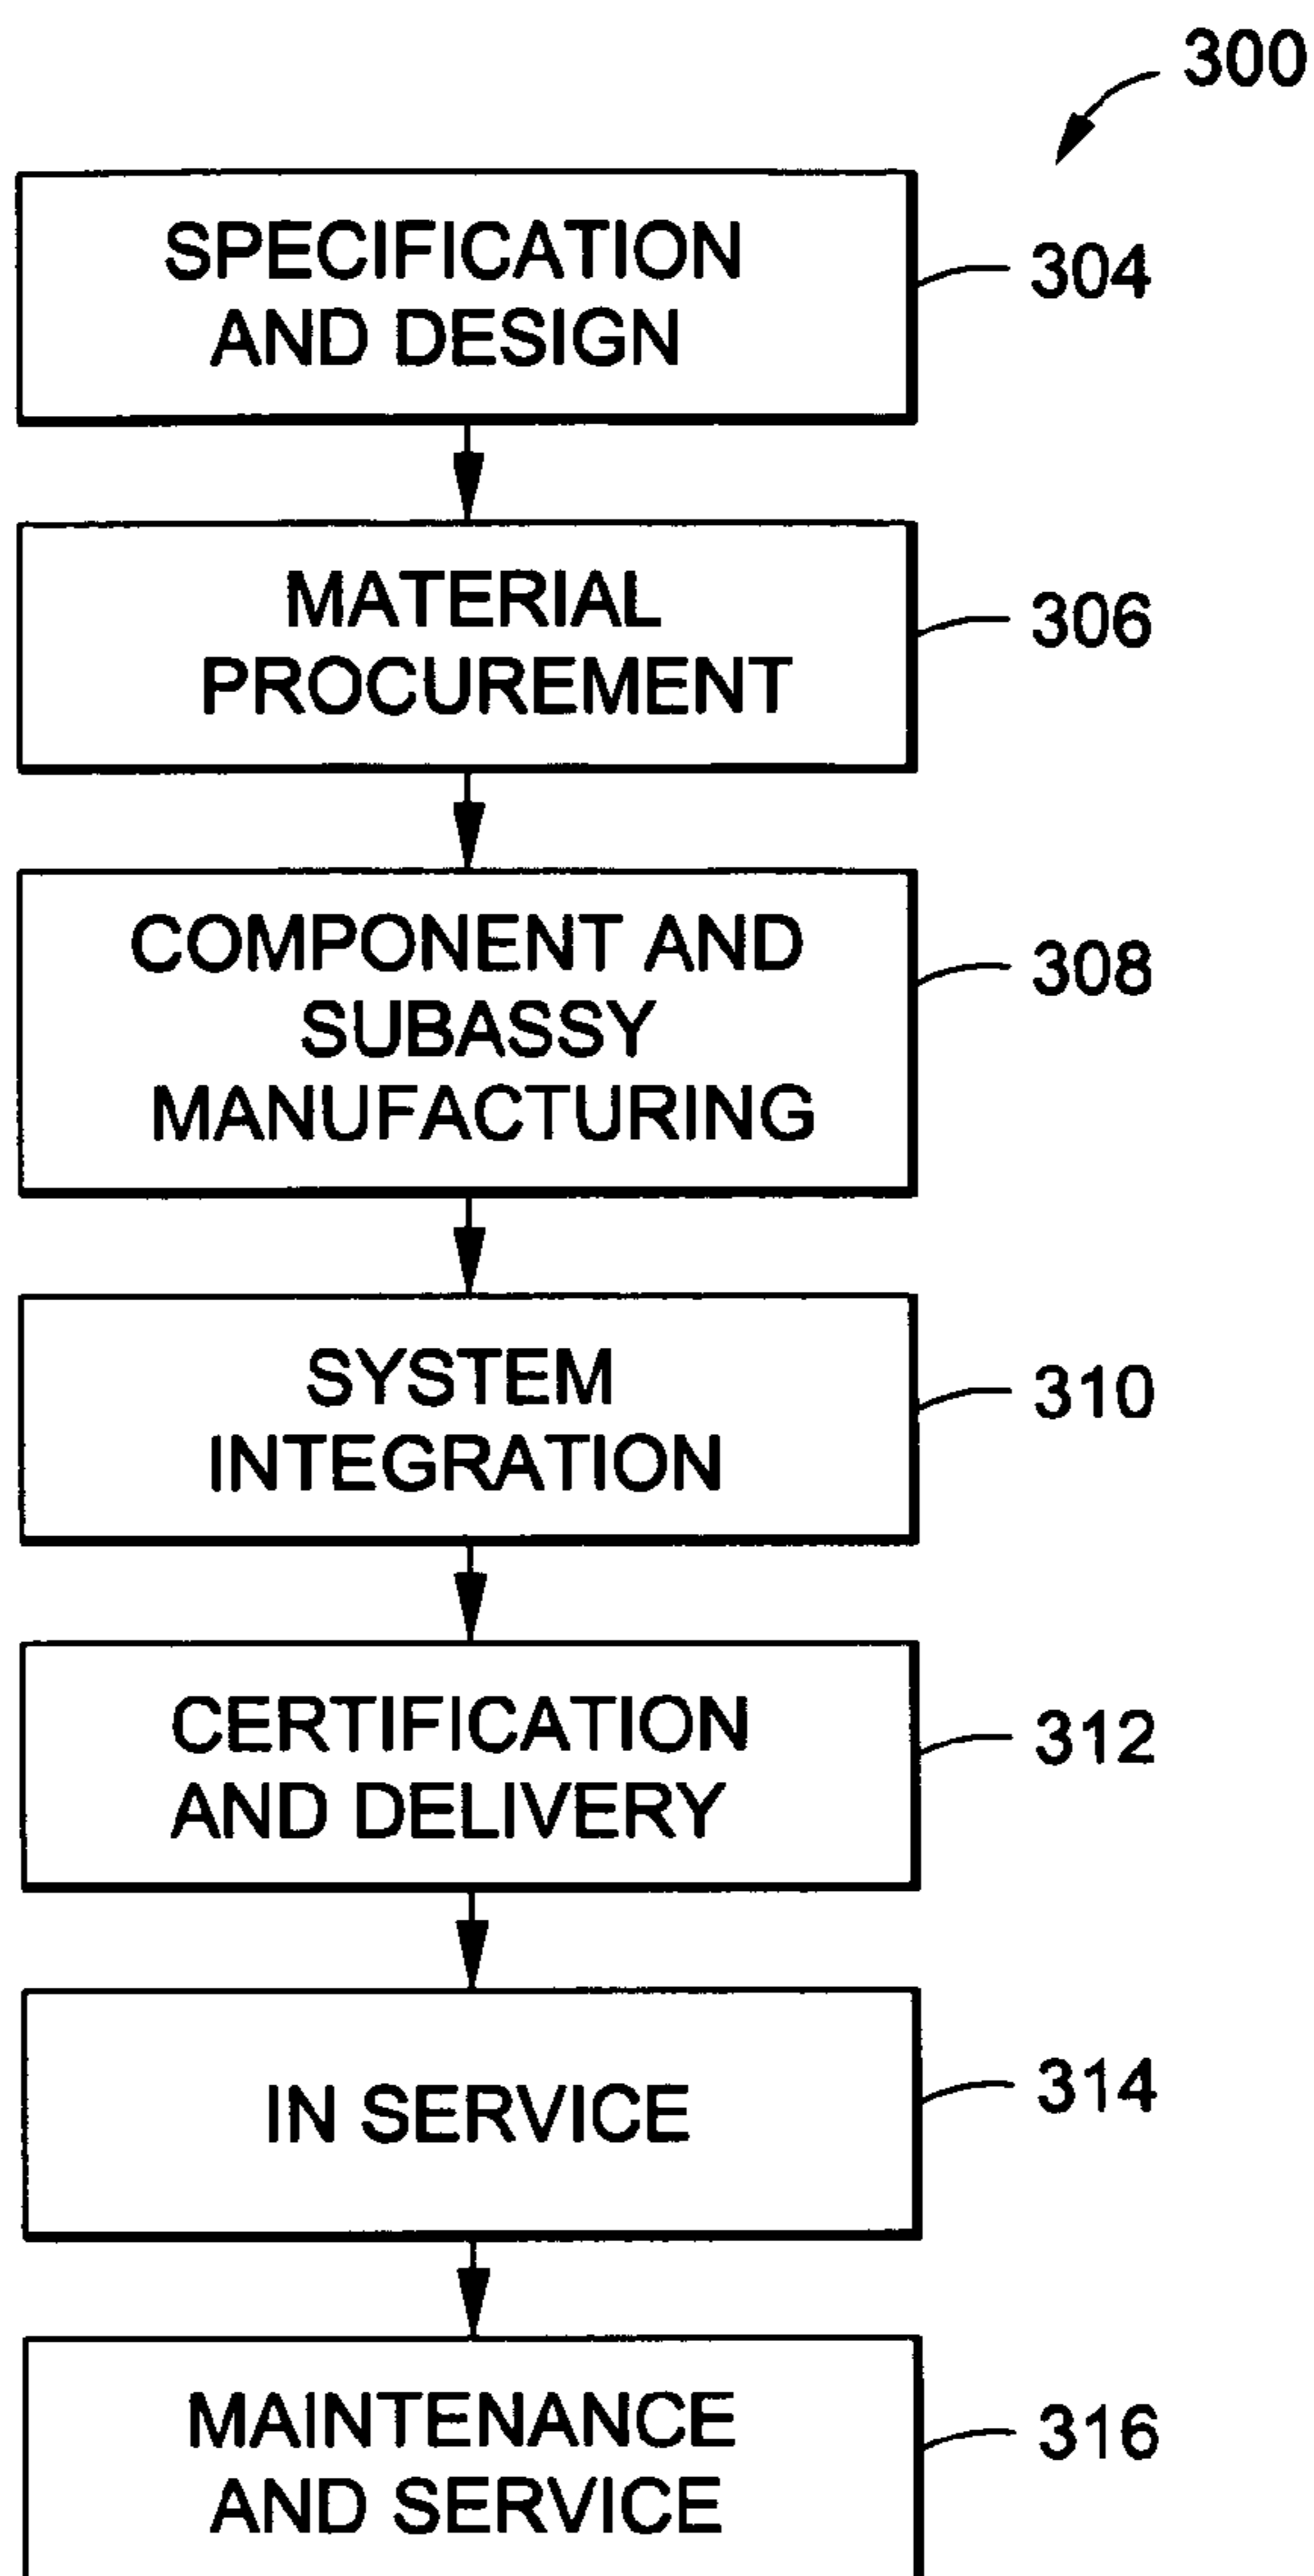 300
SPECIFICATION
AND DESIGN
304
MATERIAL
PROCUREMENT
306
COMPONENT AND
SUBASSY
MANUFACTURING
308
SYSTEM
INTEGRATION
310
CERTIFICATION
AND DELIVERY
312
IN SERVICE
314
MAINTENANCE
AND SERVICE
316